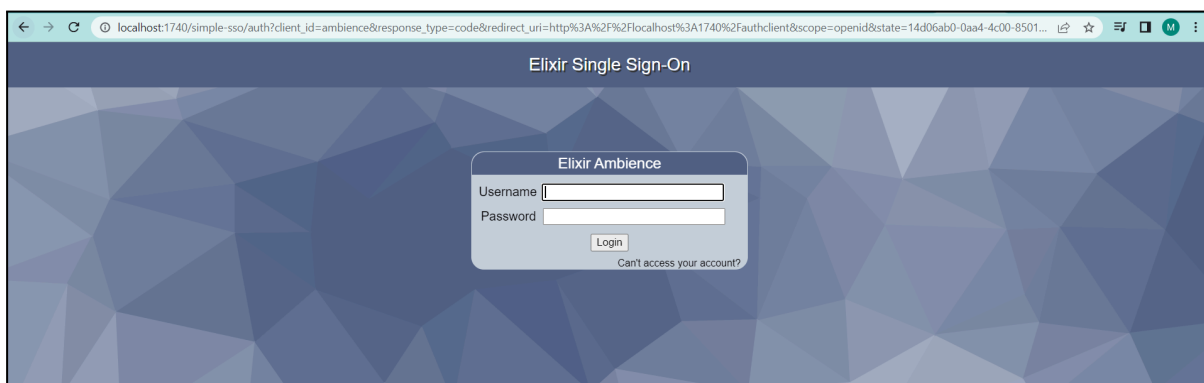 localhost:1740/simple-sso/auth?client_id=ambience&response_type=code&redirect_uri=http%3A%2F%2Flocalhost%3A1740%2Fauthclient&scope=openid&state=14d06ab0-0aa4-4c00-8501...
M
Elixir Single Sign-On
Elixir Ambience
Username
Password
Login
Can't access your account?